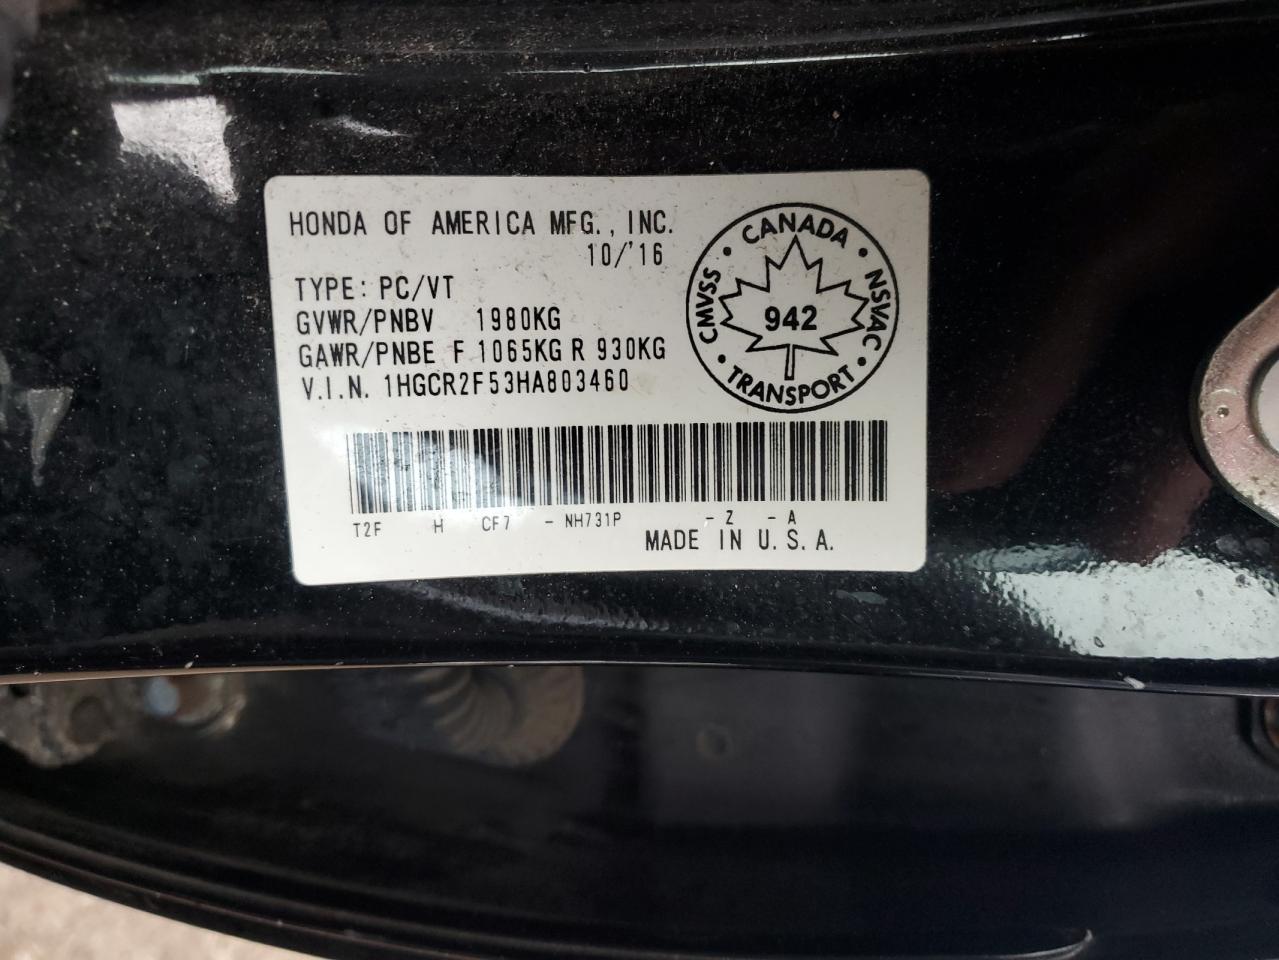 HONDA OF AMERICA MFG., INC.
10/'16
TYPE: PC/VT
GVWR/PNBV 1980KG
GAWR/PNBE F 1065KG R 930KG
V.I.N. 1HGCR2F53HA803460
CANADA
CMVSS
NSVAC
942
TRANSPORT
T2F H CF7 - NH731P - Z - A
MADE IN U.S.A.